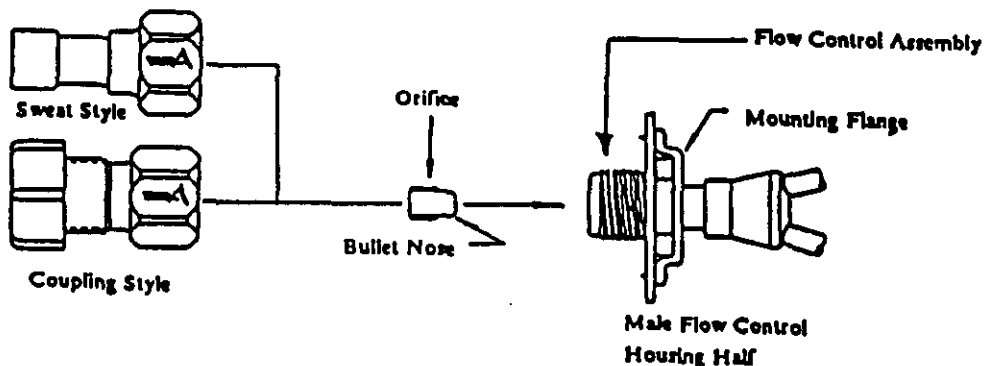 Flow Control Assembly
Sweat Style
Orifice
Mounting Flange
Bullet Nose
Coupling Style
Male Flow Control
Housing Half